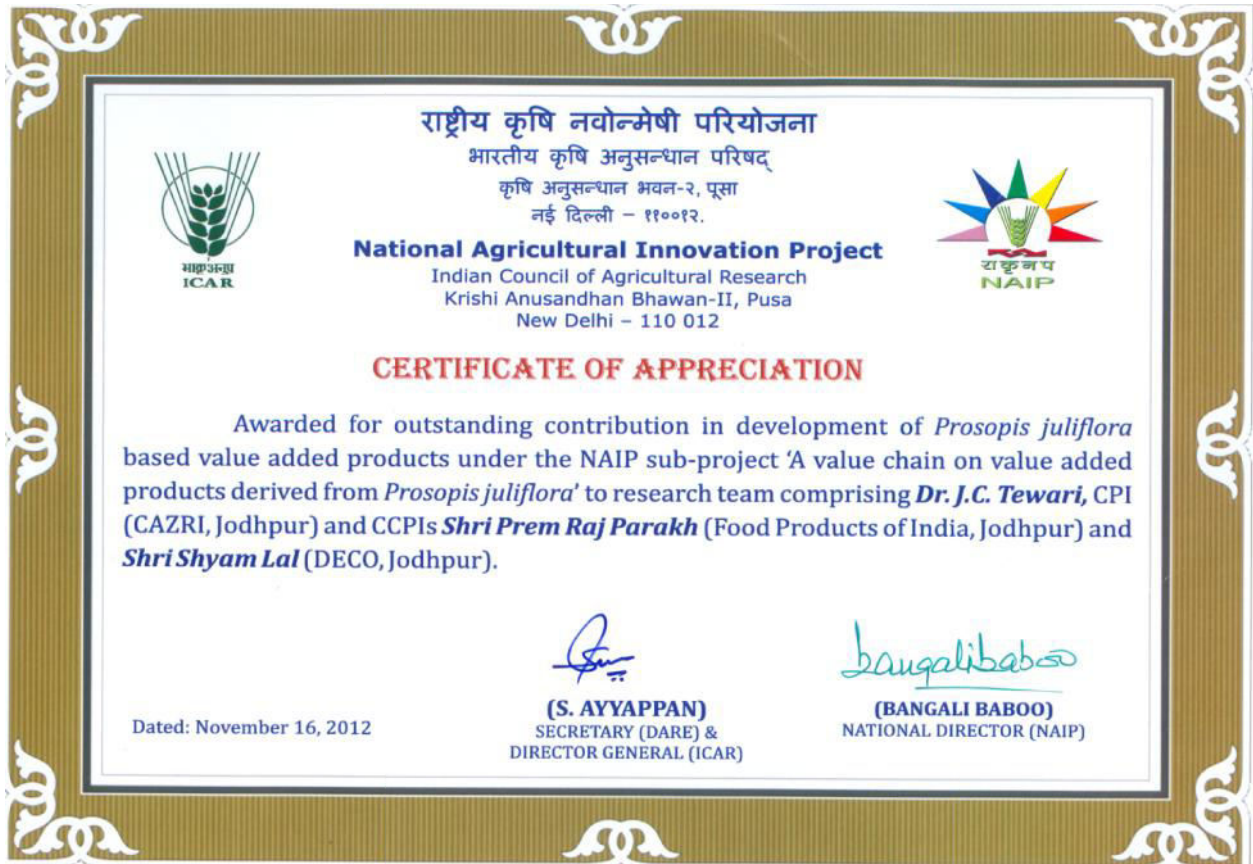 राष्ट्रीय कृषि नवोन्मेषी परियोजना
भारतीय कृषि अनुसन्धान परिषद्
कृषि अनुसन्धान भवन-२, पूसा
नई दिल्ली – ११००१२.
भाकृअनुप
ICAR
राकृनप
NAIP
National Agricultural Innovation Project
Indian Council of Agricultural Research
Krishi Anusandhan Bhawan-II, Pusa
New Delhi – 110 012
CERTIFICATE OF APPRECIATION
Awarded for outstanding contribution in development of Prosopis juliflora
based value added products under the NAIP sub-project ‘A value chain on value added
products derived from Prosopis juliflora’ to research team comprising Dr. J.C. Tewari, CPI
(CAZRI, Jodhpur) and CCPIs Shri Prem Raj Parakh (Food Products of India, Jodhpur) and
Shri Shyam Lal (DECO, Jodhpur).
bangalibaboo
Dated: November 16, 2012
(S. AYYAPPAN)
SECRETARY (DARE) &
DIRECTOR GENERAL (ICAR)
(BANGALI BABOO)
NATIONAL DIRECTOR (NAIP)